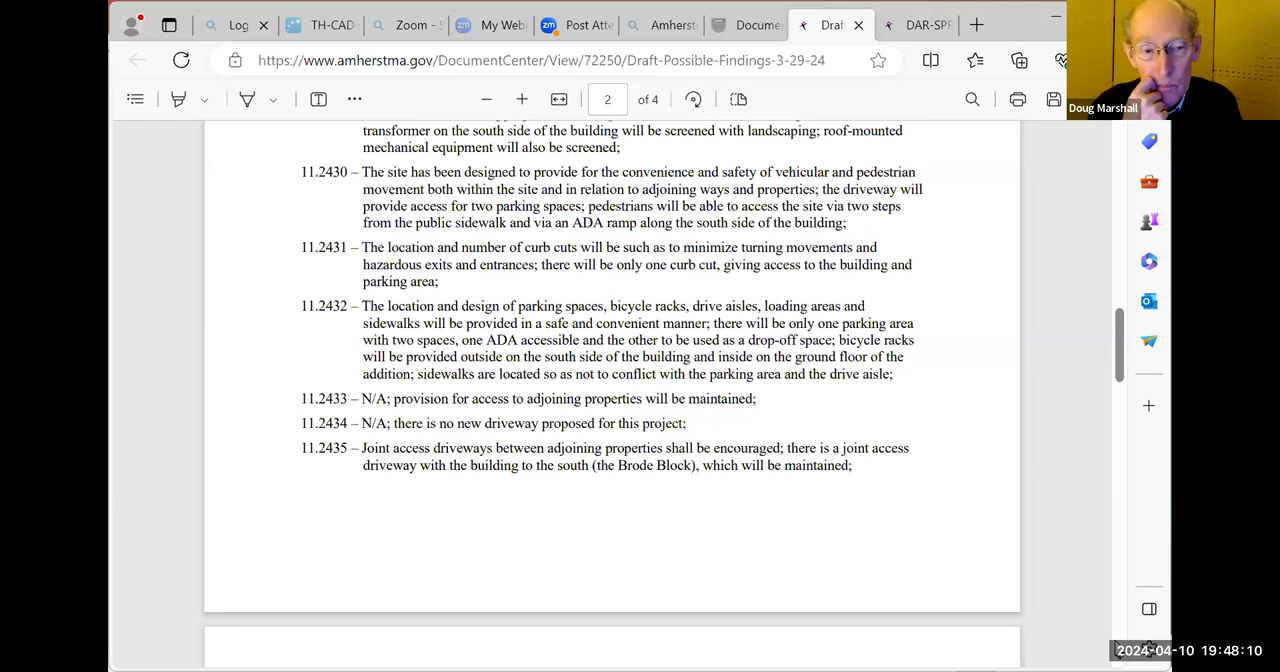 Log
TH-CAD-
Zoom - S
My Web
Post Atte
Amherst
Docume
Draf
DAR-SPR
https://www.amherstma.gov/DocumentCenter/View/72250/Draft-Possible-Findings-3-29-24
2 of 4
Doug Marshall
transformer on the south side of the building will be screened with landscaping; roof-mounted
mechanical equipment will also be screened;
11.2430 – The site has been designed to provide for the convenience and safety of vehicular and pedestrian
movement both within the site and in relation to adjoining ways and properties; the driveway will
provide access for two parking spaces; pedestrians will be able to access the site via two steps
from the public sidewalk and via an ADA ramp along the south side of the building;
11.2431 – The location and number of curb cuts will be such as to minimize turning movements and
hazardous exits and entrances; there will be only one curb cut, giving access to the building and
parking area;
11.2432 – The location and design of parking spaces, bicycle racks, drive aisles, loading areas and
sidewalks will be provided in a safe and convenient manner; there will be only one parking area
with two spaces, one ADA accessible and the other to be used as a drop-off space; bicycle racks
will be provided outside on the south side of the building and inside on the ground floor of the
addition; sidewalks are located so as not to conflict with the parking area and the drive aisle;
11.2433 – N/A; provision for access to adjoining properties will be maintained;
11.2434 – N/A; there is no new driveway proposed for this project;
11.2435 – Joint access driveways between adjoining properties shall be encouraged; there is a joint access
driveway with the building to the south (the Brode Block), which will be maintained;
2024-04-10 19:48:10